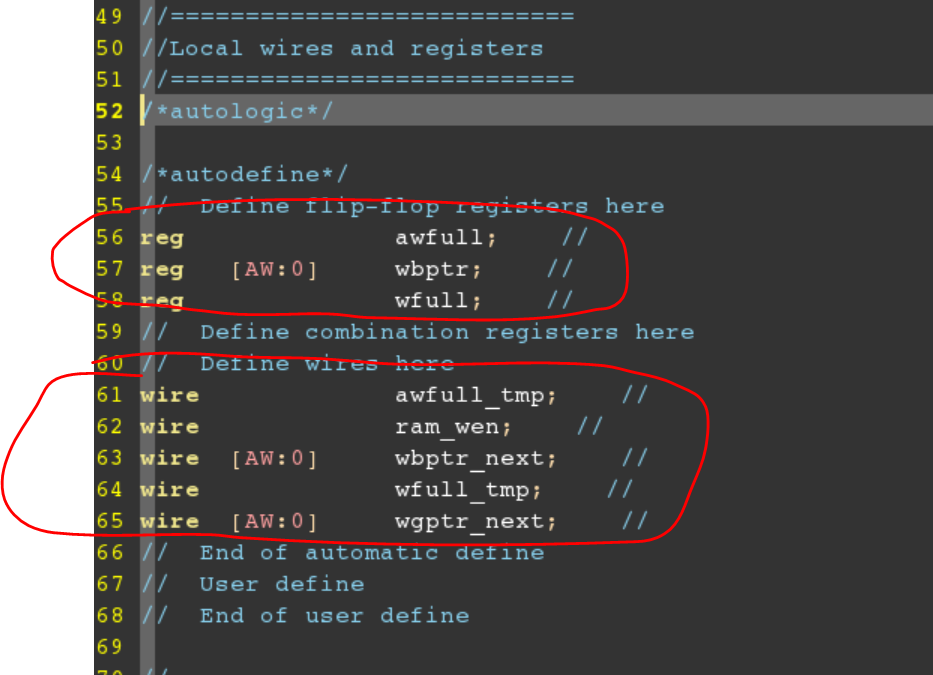 49 //===========================
50 //Local wires and registers
51 //===========================
52 /*autologic*/
53
54 /*autodefine*/
55 //  Define flip-flop registers here
56 reg              awfull;    //
57 reg   [AW:0]     wbptr;    //
58 reg              wfull;    //
59 //  Define combination registers here
60 //  Define wires here
61 wire             awfull_tmp;    //
62 wire             ram_wen;    //
63 wire  [AW:0]     wbptr_next;    //
64 wire             wfull_tmp;    //
65 wire  [AW:0]     wgptr_next;    //
66 //  End of automatic define
67 //  User define
68 //  End of user define
69
70 //